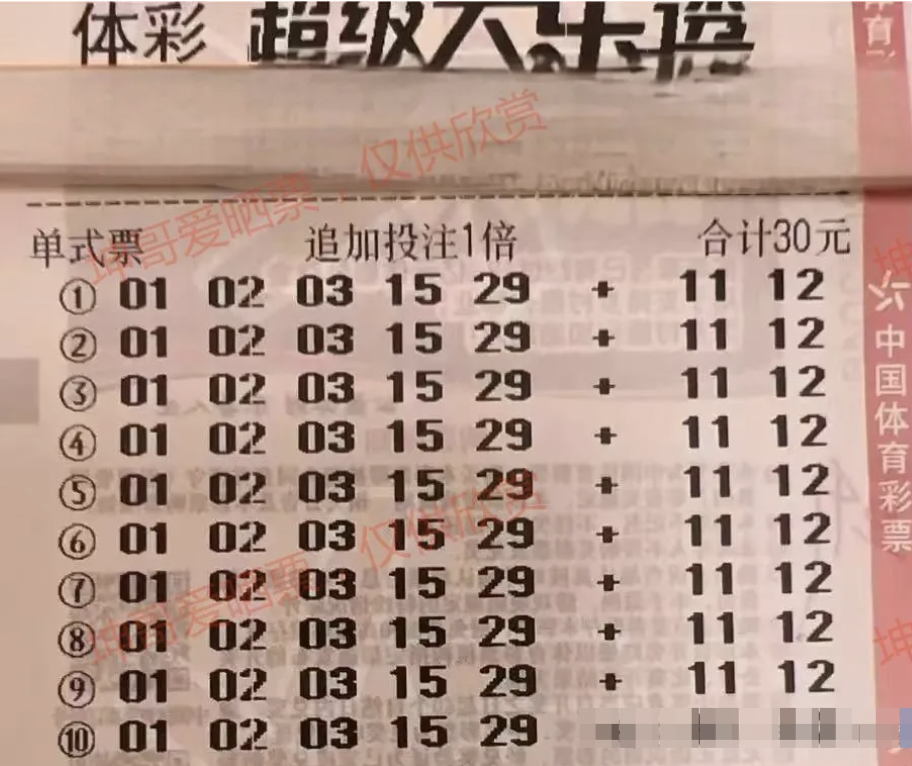 体彩 超级大乐透
单式票 追加投注1倍 合计30元
① 01 02 03 15 29 + 11 12
② 01 02 03 15 29 + 11 12
③ 01 02 03 15 29 + 11 12
④ 01 02 03 15 29 + 11 12
⑤ 01 02 03 15 29 + 11 12
⑥ 01 02 03 15 29 + 11 12
⑦ 01 02 03 15 29 + 11 12
⑧ 01 02 03 15 29 + 11 12
⑨ 01 02 03 15 29 + 11 12
⑩ 01 02 03 15 29
中国体育彩票
坤哥爱晒票,仅供欣赏
坤哥爱晒票,仅供欣赏